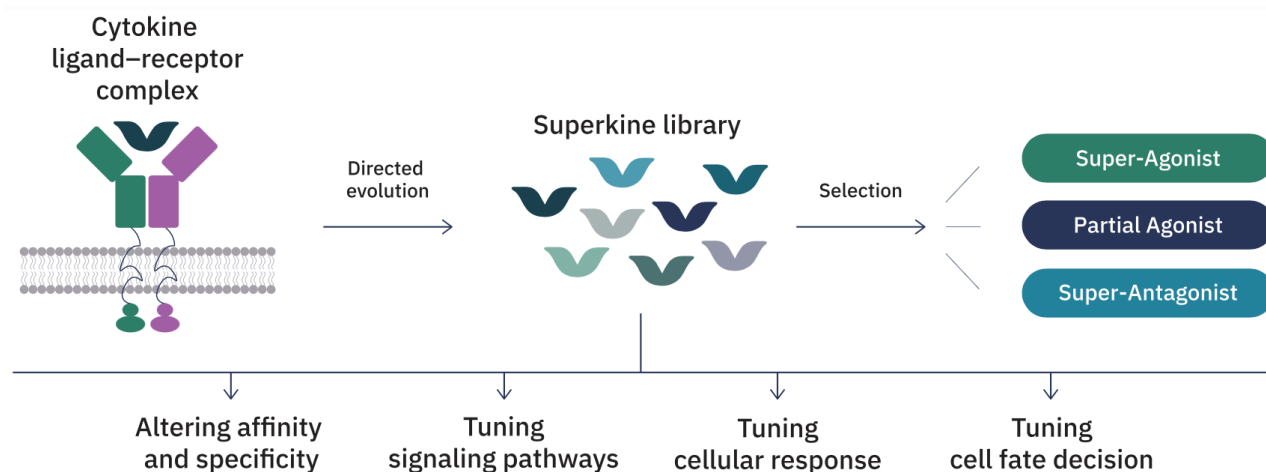 Cytokine
ligand–receptor
complex
Directed
evolution
Superkine library
Selection
Super-Agonist
Partial Agonist
Super-Antagonist
Altering affinity
and specificity
Tuning
signaling pathways
Tuning
cellular response
Tuning
cell fate decision